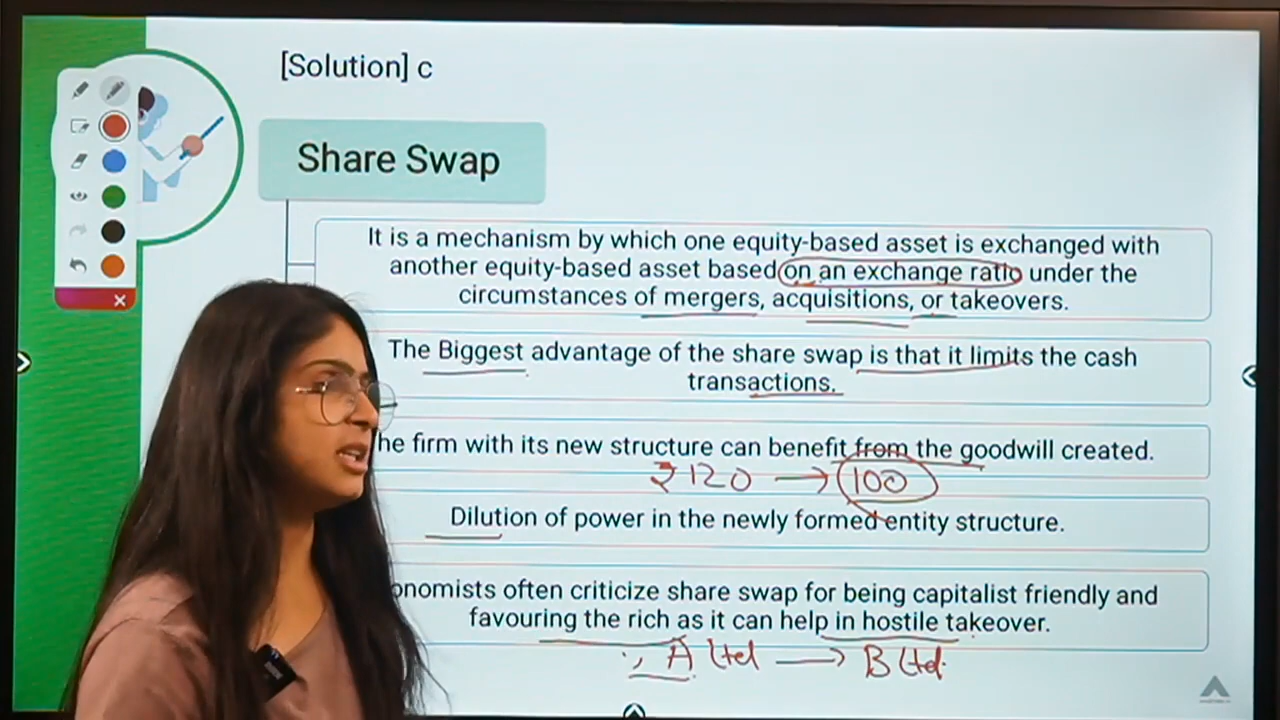 [Solution] c
Share Swap
It is a mechanism by which one equity-based asset is exchanged with
another equity-based asset based on an exchange ratio under the
circumstances of mergers, acquisitions, or takeovers.
The Biggest advantage of the share swap is that it limits the cash
transactions.
he firm with its new structure can benefit from the goodwill created.
₹120 → 100
Dilution of power in the newly formed entity structure.
onomists often criticize share swap for being capitalist friendly and
favouring the rich as it can help in hostile takeover.
A Ltd → B Ltd.